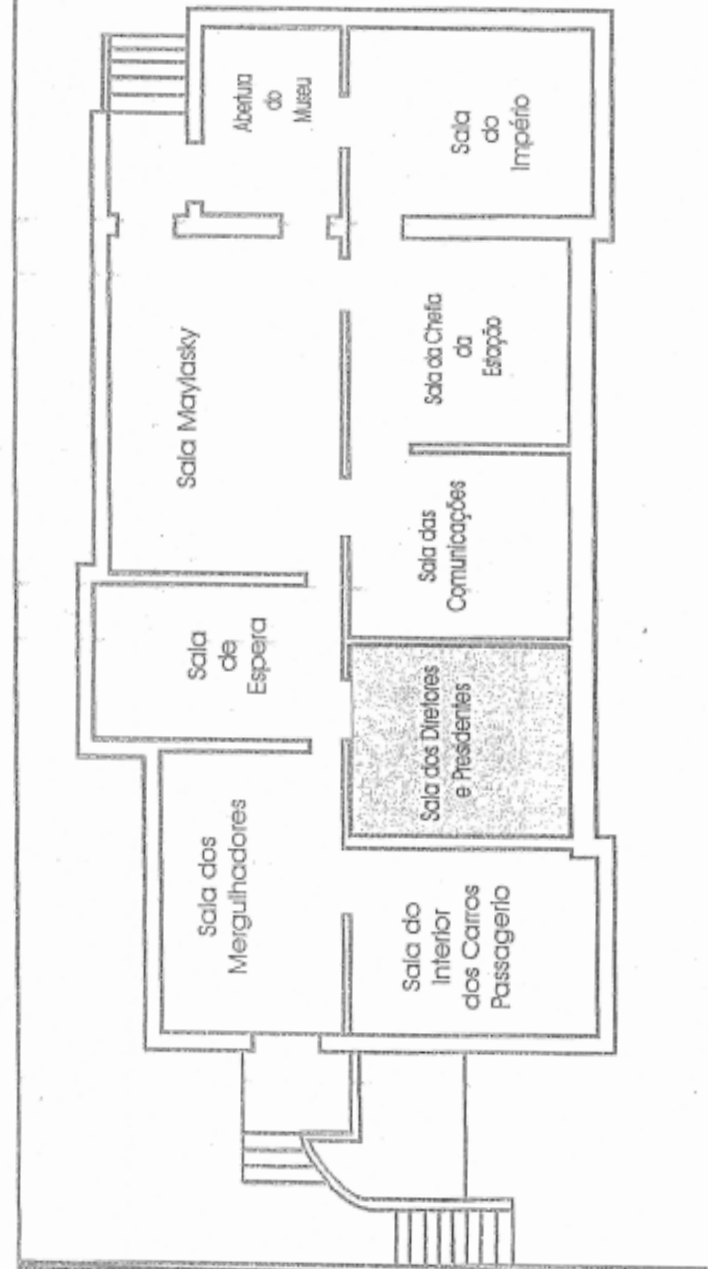 Abertura
do
Museu
Sala
do
Império
Sala Maylasky
Sala da Chefia
da
Estação
Sala das
Comunicações
Sala
de
Espera
Sala dos Diretores
e Presidentes
Sala dos
Mergulhadores
Sala do
Interior
dos Carros
Passagerio